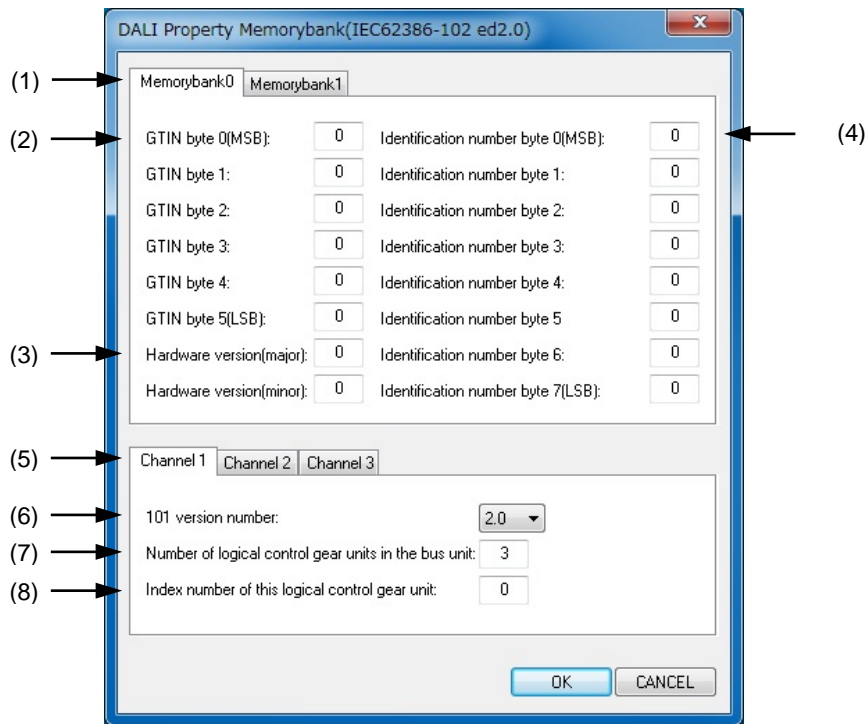 DALI Property Memorybank(IEC62386-102 ed2.0)
x
(1)
Memorybank0 Memorybank1
(2) GTIN byte 0(MSB): 0 Identification number byte 0(MSB): 0 (4)
GTIN byte 1: 0 Identification number byte 1: 0
GTIN byte 2: 0 Identification number byte 2: 0
GTIN byte 3: 0 Identification number byte 3: 0
GTIN byte 4: 0 Identification number byte 4: 0
GTIN byte 5(LSB): 0 Identification number byte 5 0
(3) Hardware version(major): 0 Identification number byte 6: 0
Hardware version(minor): 0 Identification number byte 7(LSB): 0
(5) Channel 1 Channel 2 Channel 3
(6) 101 version number: 2.0
(7) Number of logical control gear units in the bus unit: 3
(8) Index number of this logical control gear unit: 0
OK CANCEL